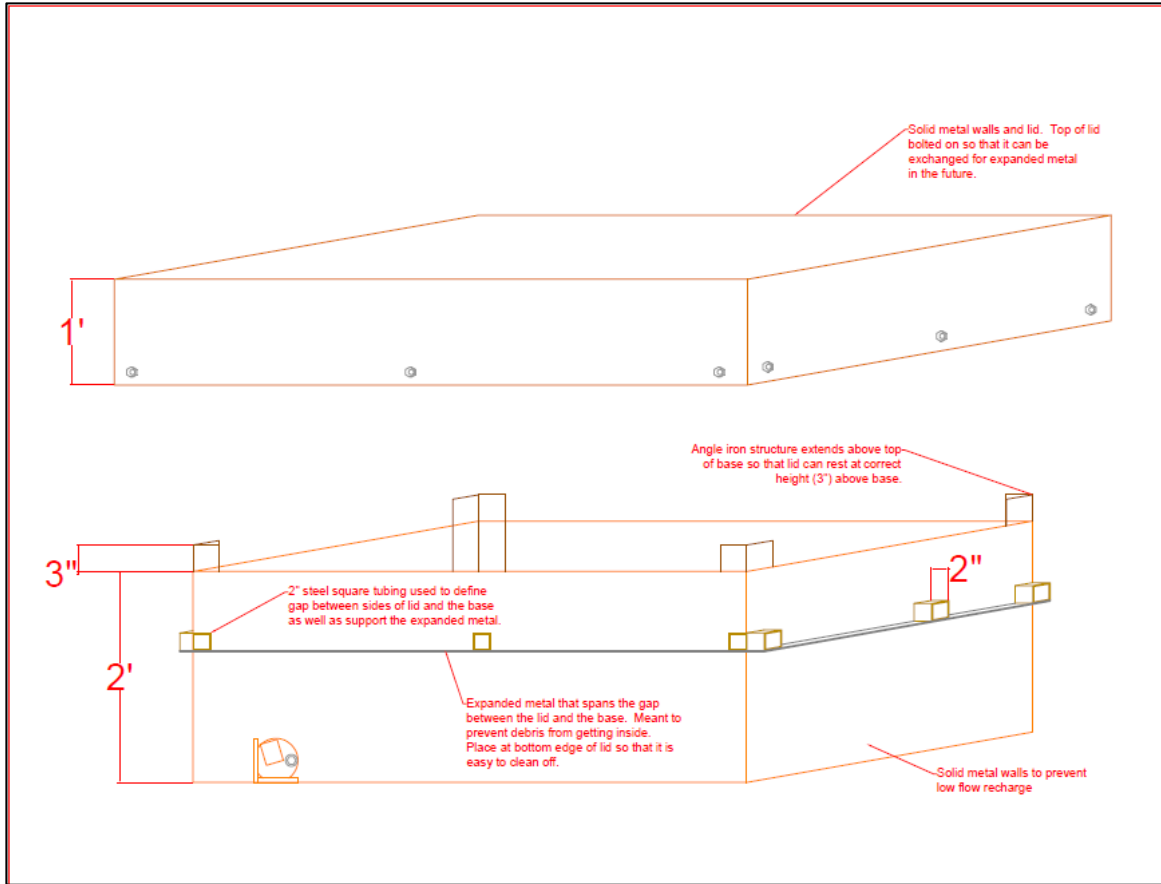 Solid metal walls and lid.  Top of lid
bolted on so that it can be
exchanged for expanded metal
in the future.
1'
Angle iron structure extends above top
of base so that lid can rest at correct
height (3") above base.
3"
2"
2" steel square tubing used to define
gap between sides of lid and the base
as well as support the expanded metal.
2'
Expanded metal that spans the gap
between the lid and the base.  Meant to
prevent debris from getting inside.
Place at bottom edge of lid so that it is
easy to clean off.
Solid metal walls to prevent
low flow recharge